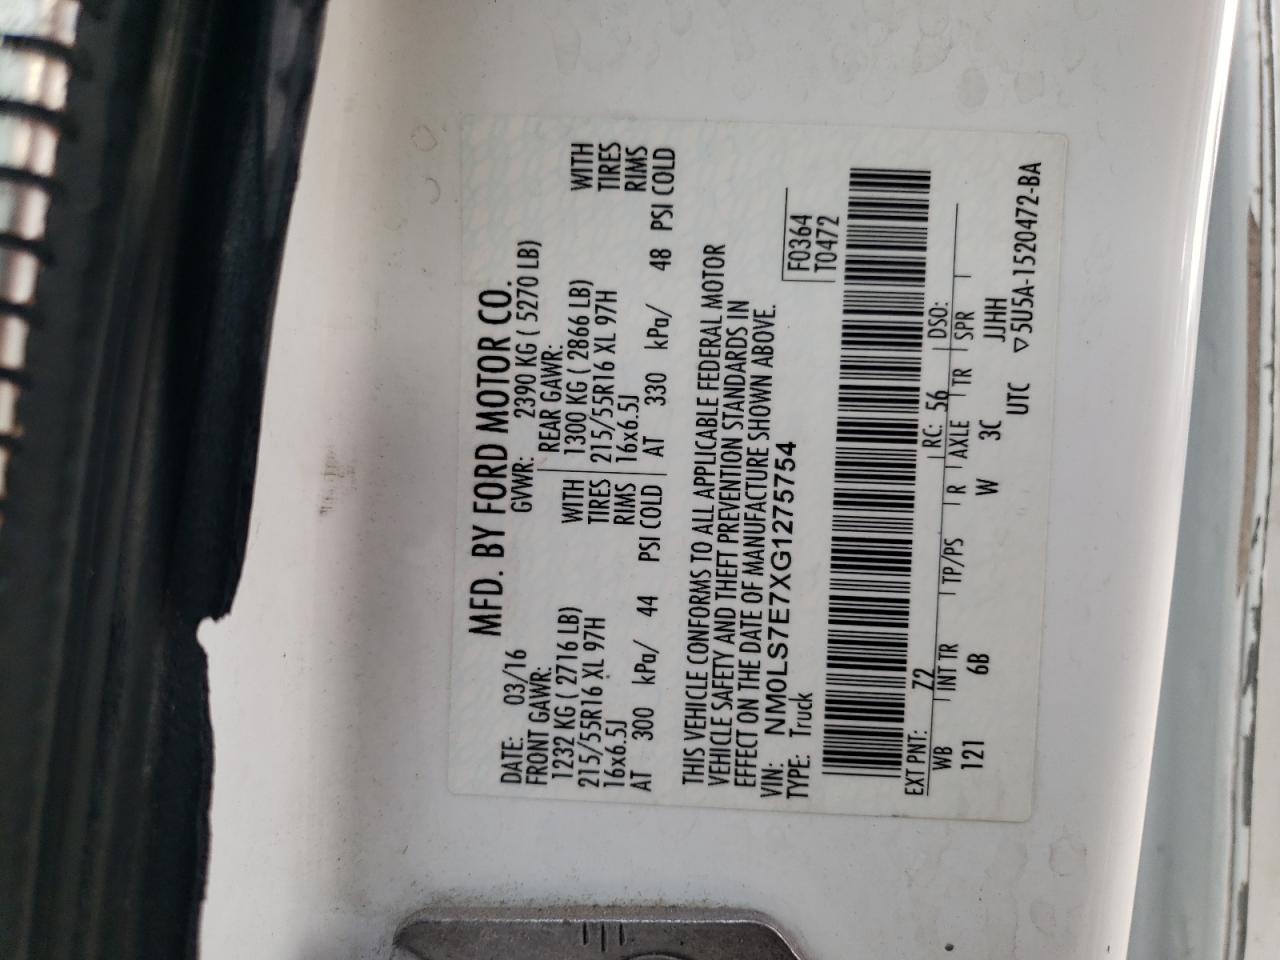 MFD. BY FORD MOTOR CO.
DATE: 03/16 GVWR: 2390 KG ( 5270 LB)
FRONT GAWR: REAR GAWR:
1232 KG ( 2716 LB) WITH 1300 KG ( 2866 LB) WITH
215/55R16 XL 97H TIRES 215/55R16 XL 97H TIRES
16x6.5J RIMS 16x6.5J RIMS
AT 300 kPa/ 44 PSI COLD AT 330 kPa/ 48 PSI COLD
THIS VEHICLE CONFORMS TO ALL APPLICABLE FEDERAL MOTOR
VEHICLE SAFETY AND THEFT PREVENTION STANDARDS IN
EFFECT ON THE DATE OF MANUFACTURE SHOWN ABOVE.
VIN: NM0LS7E7XG1275754 F0364
TYPE: Truck T0472
EXT PNT: Z2 RC: 56 DSO:
WB INT TR TP/PS R AXLE TR SPR
121 6B W 3C JJHH
UTC ▽5U5A-1520472-BA